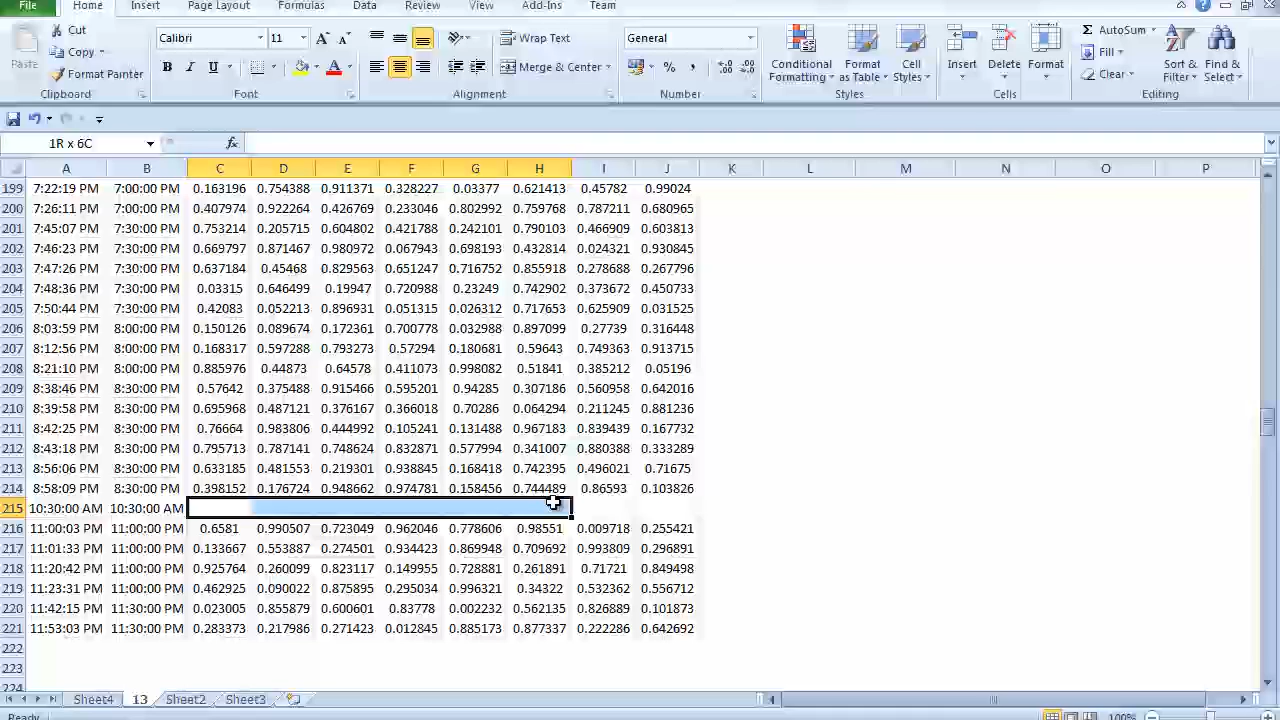 File Home Insert Page Layout Formulas Data Review View Add-Ins Team
Cut Calibri 11 Wrap Text General AutoSum
Copy Fill
Paste Format Painter Merge & Center Conditional Formatting Format as Table Cell Styles Insert Delete Format Clear Sort & Filter Find & Select
Clipboard Font Alignment Number Styles Cells Editing
1R x 6C fx
A B C D E F G H I J K L M N O P
199 7:22:19 PM 7:00:00 PM 0.163196 0.754388 0.911371 0.328227 0.03377 0.621413 0.45782 0.99024
200 7:26:11 PM 7:00:00 PM 0.407974 0.922264 0.426769 0.233046 0.802992 0.759768 0.787211 0.680965
201 7:45:07 PM 7:30:00 PM 0.753214 0.205715 0.604802 0.421788 0.242101 0.790103 0.466909 0.603813
202 7:46:23 PM 7:30:00 PM 0.669797 0.871467 0.980972 0.067943 0.698193 0.432814 0.024321 0.930845
203 7:47:26 PM 7:30:00 PM 0.637184 0.45468 0.829563 0.651247 0.716752 0.855918 0.278688 0.267796
204 7:48:36 PM 7:30:00 PM 0.03315 0.646499 0.19947 0.720988 0.23249 0.742902 0.373672 0.450733
205 7:50:44 PM 7:30:00 PM 0.42083 0.052213 0.896931 0.051315 0.026312 0.717653 0.625909 0.031525
206 8:03:59 PM 8:00:00 PM 0.150126 0.089674 0.172361 0.700778 0.032988 0.897099 0.27739 0.316448
207 8:12:56 PM 8:00:00 PM 0.168317 0.597288 0.793273 0.57294 0.180681 0.59643 0.749363 0.913715
208 8:21:10 PM 8:00:00 PM 0.885976 0.44873 0.64578 0.411073 0.998082 0.51841 0.385212 0.05196
209 8:38:46 PM 8:30:00 PM 0.57642 0.375488 0.915466 0.595201 0.94285 0.307186 0.560958 0.642016
210 8:39:58 PM 8:30:00 PM 0.695968 0.487121 0.376167 0.366018 0.70286 0.064294 0.211245 0.881236
211 8:42:25 PM 8:30:00 PM 0.76664 0.983806 0.444992 0.105241 0.131488 0.967183 0.839439 0.167732
212 8:43:18 PM 8:30:00 PM 0.795713 0.787141 0.748624 0.832871 0.577994 0.341007 0.880388 0.333289
213 8:56:06 PM 8:30:00 PM 0.633185 0.481553 0.219301 0.938845 0.168418 0.742395 0.496021 0.71675
214 8:58:09 PM 8:30:00 PM 0.398152 0.176724 0.948662 0.974781 0.158456 0.744489 0.86593 0.103826
215 10:30:00 AM 10:30:00 AM
216 11:00:03 PM 11:00:00 PM 0.6581 0.990507 0.723049 0.962046 0.778606 0.98551 0.009718 0.255421
217 11:01:33 PM 11:00:00 PM 0.133667 0.553887 0.274501 0.934423 0.869948 0.709692 0.993809 0.296891
218 11:20:42 PM 11:00:00 PM 0.925764 0.260099 0.823117 0.149955 0.728881 0.261891 0.71721 0.849498
219 11:23:31 PM 11:00:00 PM 0.462925 0.090022 0.875895 0.295034 0.996321 0.34322 0.532362 0.556712
220 11:42:15 PM 11:30:00 PM 0.023005 0.855879 0.600601 0.83778 0.002232 0.562135 0.826889 0.101873
221 11:53:03 PM 11:30:00 PM 0.283373 0.217986 0.271423 0.012845 0.885173 0.877337 0.222286 0.642692
222
223
224
Sheet4 13 Sheet2 Sheet3
Ready 100%